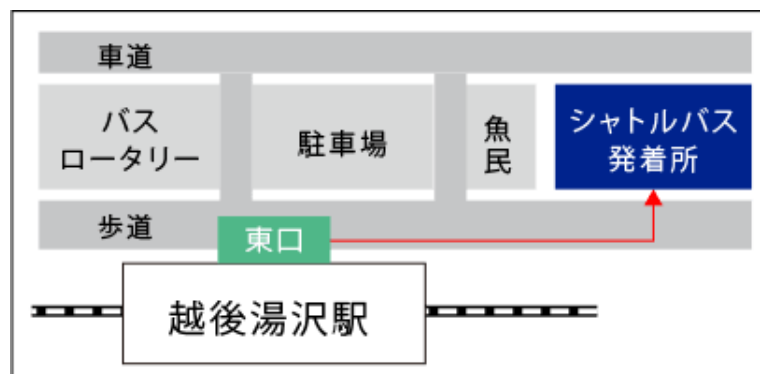 車道
バス
ロータリー
駐車場
魚
民
シャトルバス
発着所
歩道
東口
越後湯沢駅